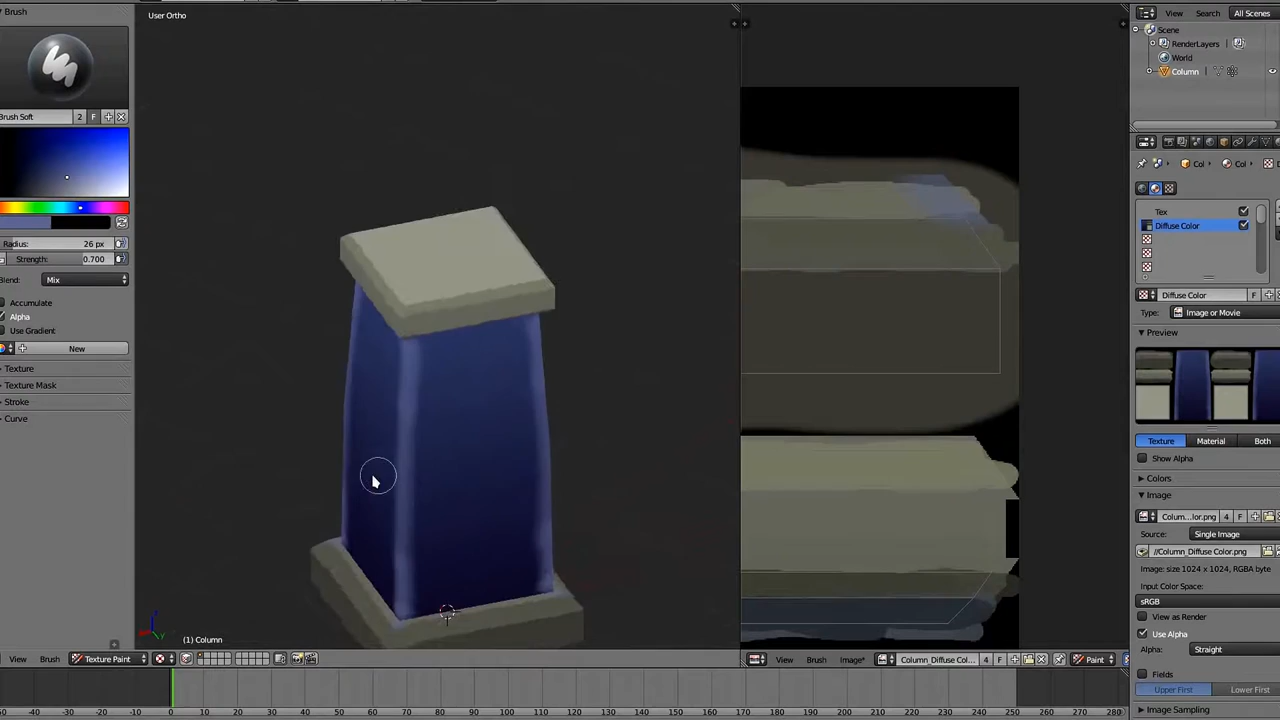 Brush
User Ortho
View Search All Scenes
Scene
RenderLayers
World
Column
Brush Soft 2 F
Col Col
Tex
Diffuse Color
Radius: 26 px
Strength: 0.700
Blend: Mix
Accumulate
Alpha
Use Gradient
New
Texture
Texture Mask
Stroke
Curve
Diffuse Color F
Type: Image or Movie
Preview
Texture Material Both
Show Alpha
Colors
Image
Colum...lor.png 4 F
Source: Single Image
//Column_Diffuse Color.png
Image: size 1024 x 1024, RGBA byte
Input Color Space:
sRGB
View as Render
Use Alpha
Alpha: Straight
Fields
Upper First Lower First
Image Sampling
(1) Column
View Brush Texture Paint
View Brush Image* Column_Diffuse Col... 4 F Paint
-50 -40 -30 -20 -10 0 10 20 30 40 50 60 70 80 90 100 110 120 130 140 150 160 170 180 190 200 210 220 230 240 250 260 270 280